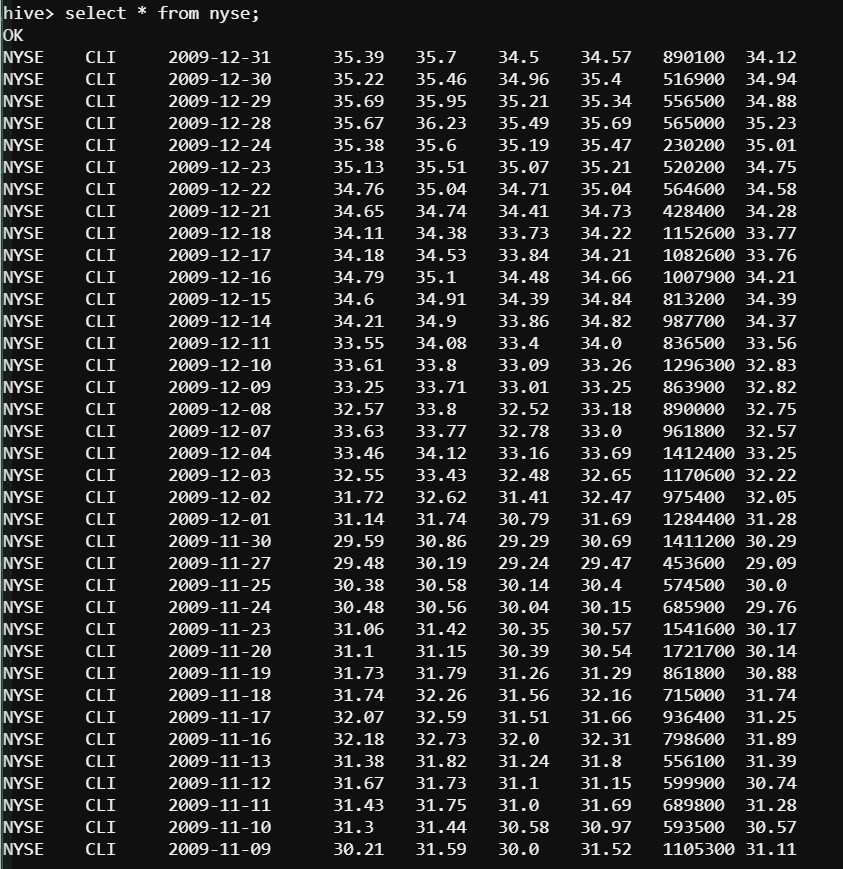 hive> select * from nyse;
OK
NYSE CLI 2009-12-31 35.39 35.7 34.5 34.57 890100 34.12
NYSE CLI 2009-12-30 35.22 35.46 34.96 35.4 516900 34.94
NYSE CLI 2009-12-29 35.69 35.95 35.21 35.34 556500 34.88
NYSE CLI 2009-12-28 35.67 36.23 35.49 35.69 565000 35.23
NYSE CLI 2009-12-24 35.38 35.6 35.19 35.47 230200 35.01
NYSE CLI 2009-12-23 35.13 35.51 35.07 35.21 520200 34.75
NYSE CLI 2009-12-22 34.76 35.04 34.71 35.04 564600 34.58
NYSE CLI 2009-12-21 34.65 34.74 34.41 34.73 428400 34.28
NYSE CLI 2009-12-18 34.11 34.38 33.73 34.22 1152600 33.77
NYSE CLI 2009-12-17 34.18 34.53 33.84 34.21 1082600 33.76
NYSE CLI 2009-12-16 34.79 35.1 34.48 34.66 1007900 34.21
NYSE CLI 2009-12-15 34.6 34.91 34.39 34.84 813200 34.39
NYSE CLI 2009-12-14 34.21 34.9 33.86 34.82 987700 34.37
NYSE CLI 2009-12-11 33.55 34.08 33.4 34.0 836500 33.56
NYSE CLI 2009-12-10 33.61 33.8 33.09 33.26 1296300 32.83
NYSE CLI 2009-12-09 33.25 33.71 33.01 33.25 863900 32.82
NYSE CLI 2009-12-08 32.57 33.8 32.52 33.18 890000 32.75
NYSE CLI 2009-12-07 33.63 33.77 32.78 33.0 961800 32.57
NYSE CLI 2009-12-04 33.46 34.12 33.16 33.69 1412400 33.25
NYSE CLI 2009-12-03 32.55 33.43 32.48 32.65 1170600 32.22
NYSE CLI 2009-12-02 31.72 32.62 31.41 32.47 975400 32.05
NYSE CLI 2009-12-01 31.14 31.74 30.79 31.69 1284400 31.28
NYSE CLI 2009-11-30 29.59 30.86 29.29 30.69 1411200 30.29
NYSE CLI 2009-11-27 29.48 30.19 29.24 29.47 453600 29.09
NYSE CLI 2009-11-25 30.38 30.58 30.14 30.4 574500 30.0
NYSE CLI 2009-11-24 30.48 30.56 30.04 30.15 685900 29.76
NYSE CLI 2009-11-23 31.06 31.42 30.35 30.57 1541600 30.17
NYSE CLI 2009-11-20 31.1 31.15 30.39 30.54 1721700 30.14
NYSE CLI 2009-11-19 31.73 31.79 31.26 31.29 861800 30.88
NYSE CLI 2009-11-18 31.74 32.26 31.56 32.16 715000 31.74
NYSE CLI 2009-11-17 32.07 32.59 31.51 31.66 936400 31.25
NYSE CLI 2009-11-16 32.18 32.73 32.0 32.31 798600 31.89
NYSE CLI 2009-11-13 31.38 31.82 31.24 31.8 556100 31.39
NYSE CLI 2009-11-12 31.67 31.73 31.1 31.15 599900 30.74
NYSE CLI 2009-11-11 31.43 31.75 31.0 31.69 689800 31.28
NYSE CLI 2009-11-10 31.3 31.44 30.58 30.97 593500 30.57
NYSE CLI 2009-11-09 30.21 31.59 30.0 31.52 1105300 31.11